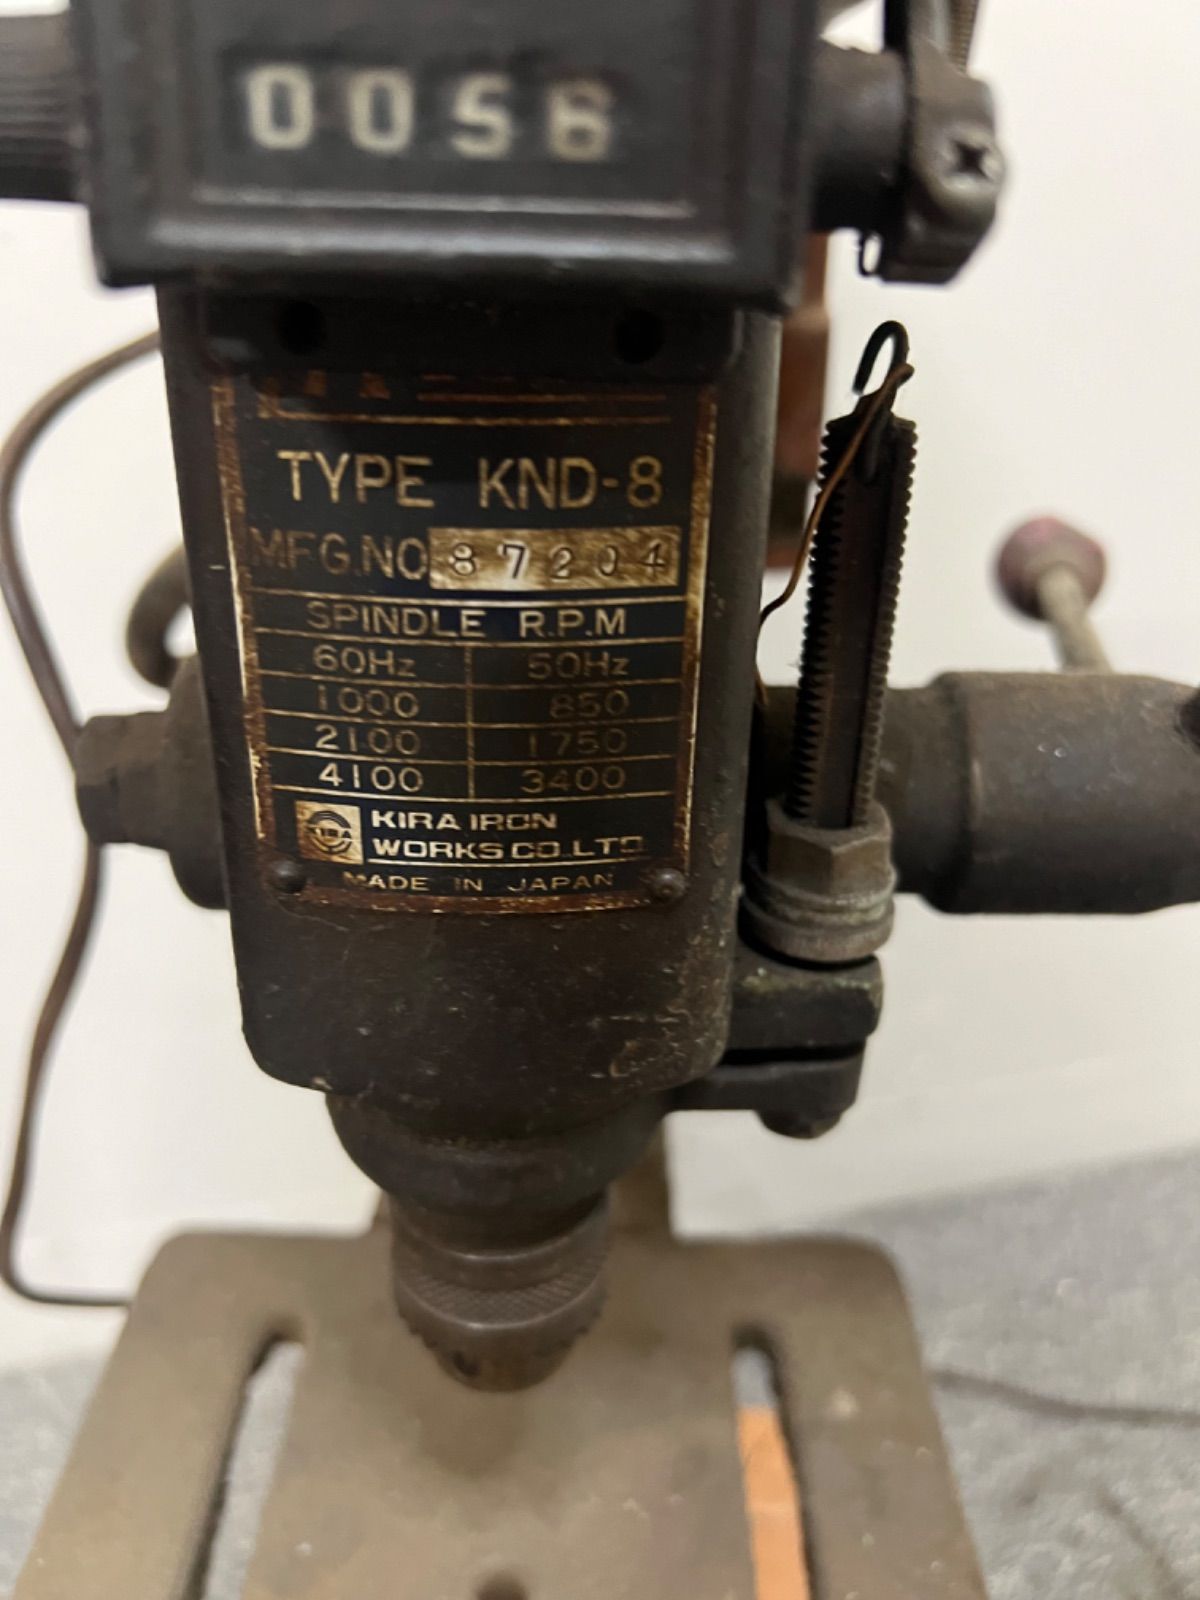 0056
TYPE KND-8
MFG.NO 87204
SPINDLE R.P.M
60Hz 50Hz
1000 850
2100 1750
4100 3400
KIRA
KIRA IRON
WORKS CO.,LTD.
MADE IN JAPAN